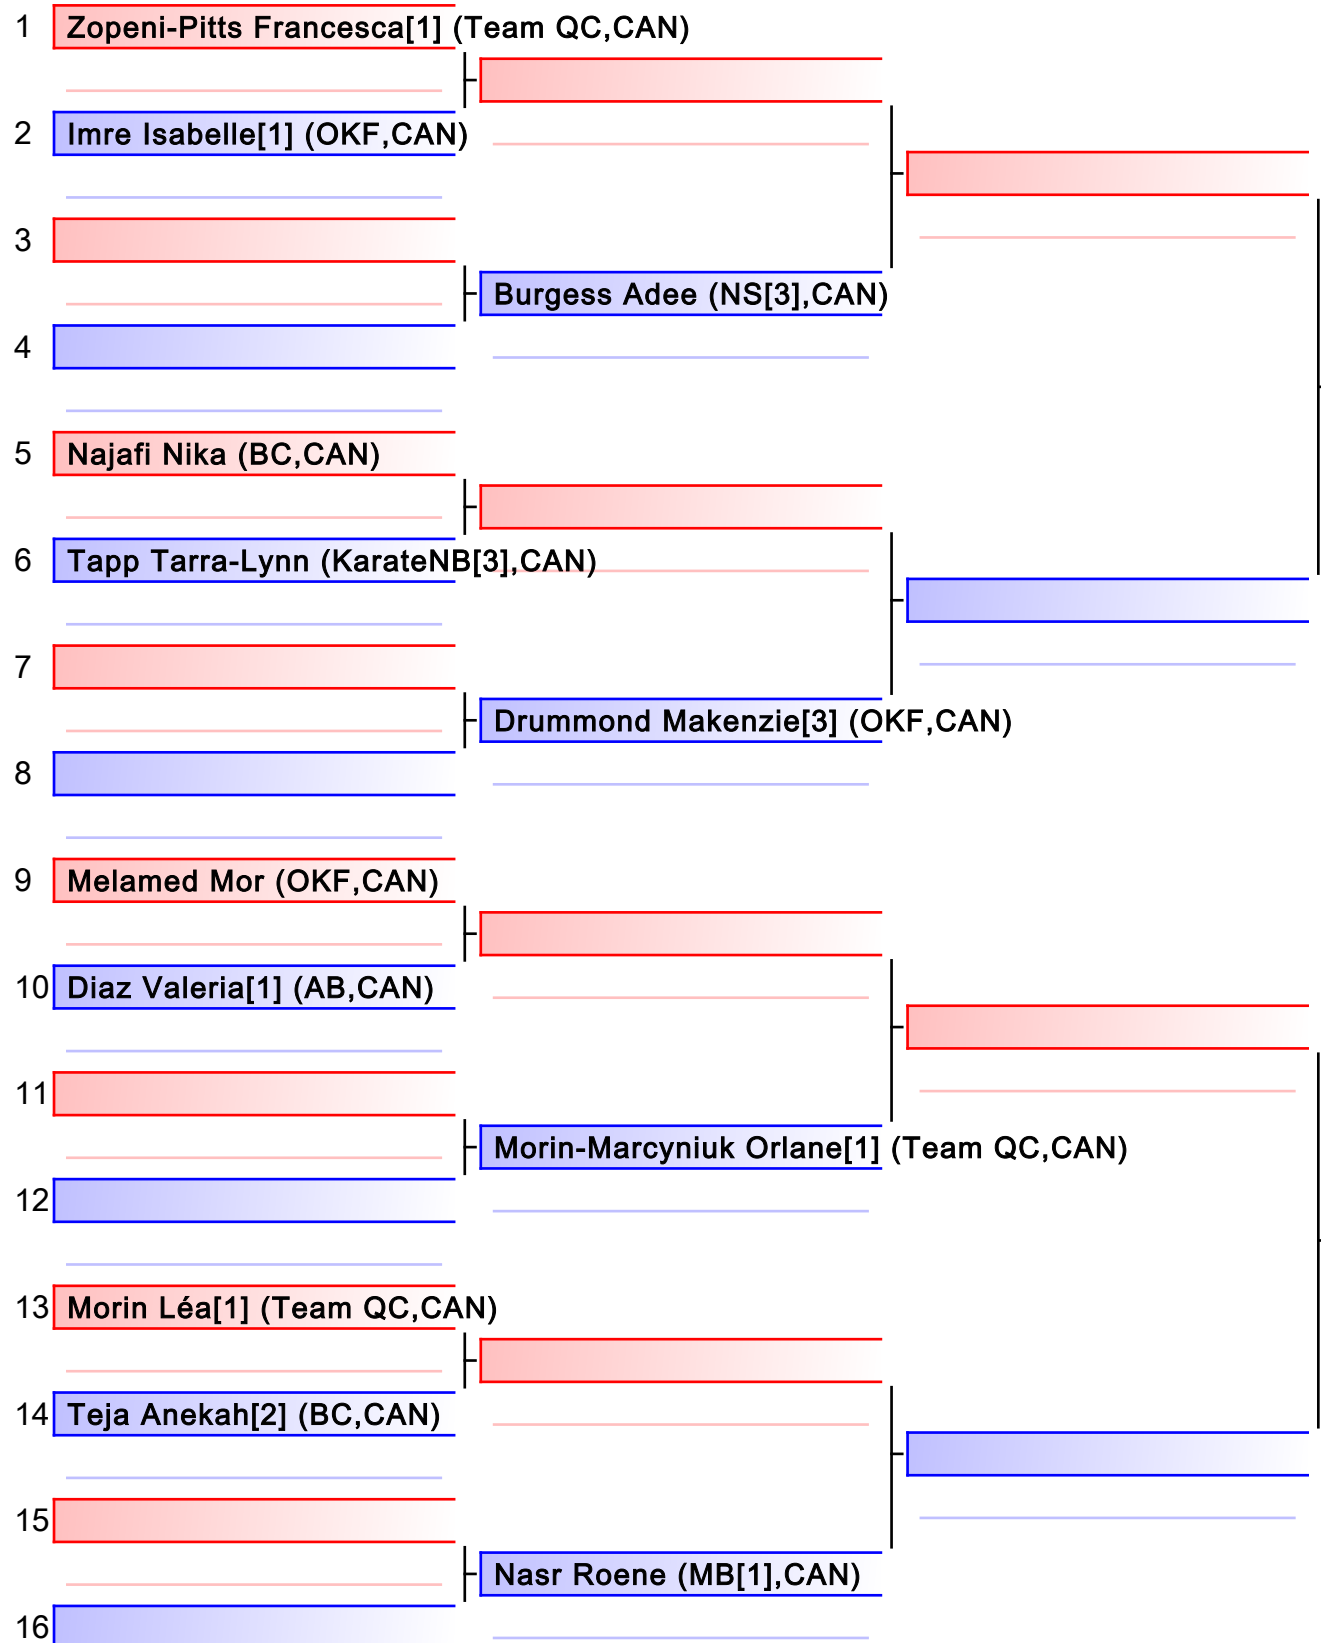 1 Zopeni-Pitts Francesca[1] (Team QC,CAN)
2 Imre Isabelle[1] (OKF,CAN)
3
Burgess Adee (NS[3],CAN)
4
5 Najafi Nika (BC,CAN)
6 Tapp Tarra-Lynn (KarateNB[3],CAN)
7
Drummond Makenzie[3] (OKF,CAN)
8
9 Melamed Mor (OKF,CAN)
10 Diaz Valeria[1] (AB,CAN)
11
Morin-Marcyniuk Orlane[1] (Team QC,CAN)
12
13 Morin Léa[1] (Team QC,CAN)
14 Teja Anekah[2] (BC,CAN)
15
Nasr Roene (MB[1],CAN)
16